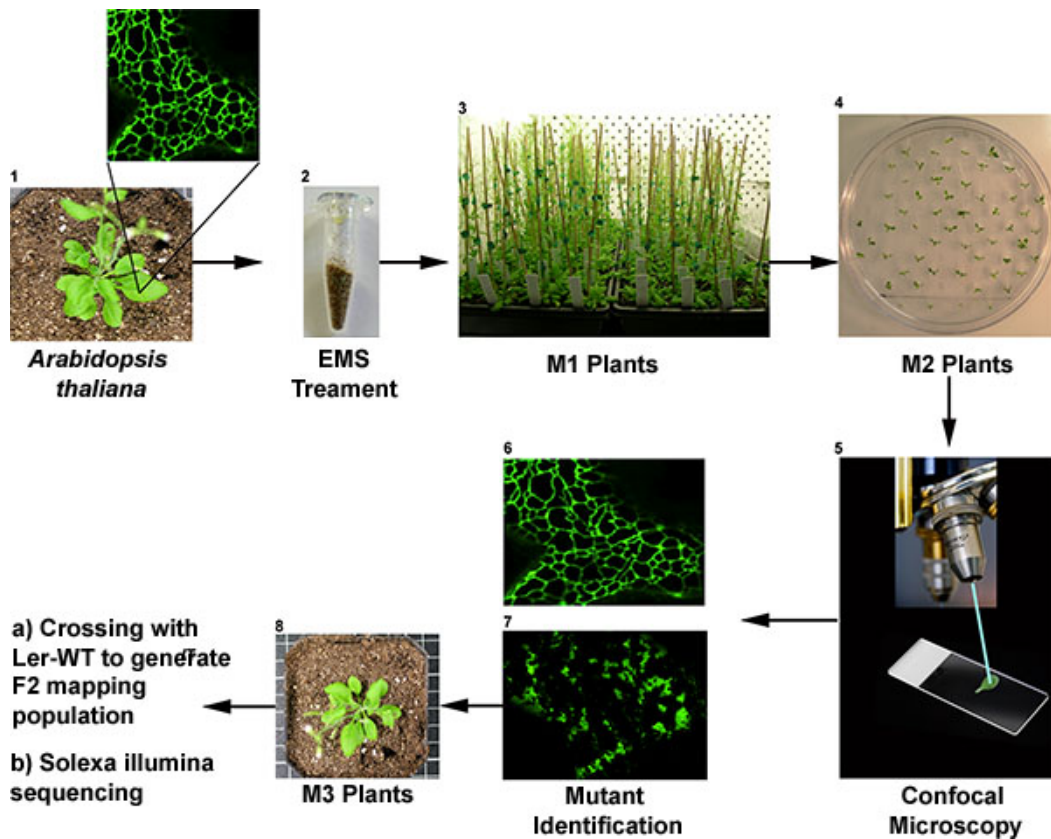 1
Arabidopsis
thaliana
2
EMS
Treament
3
M1 Plants
4
M2 Plants
5
Confocal
Microscopy
6
7
Mutant
Identification
8
M3 Plants
a) Crossing with
Ler-WT to generate
F2 mapping
population
b) Solexa illumina
sequencing